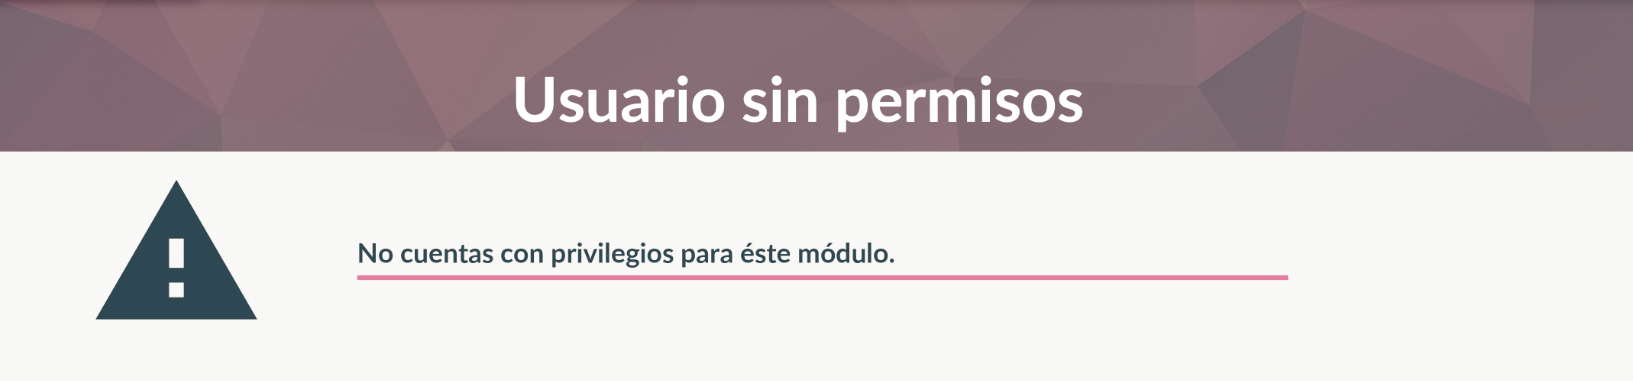 Usuario sin permisos
No cuentas con privilegios para éste módulo.